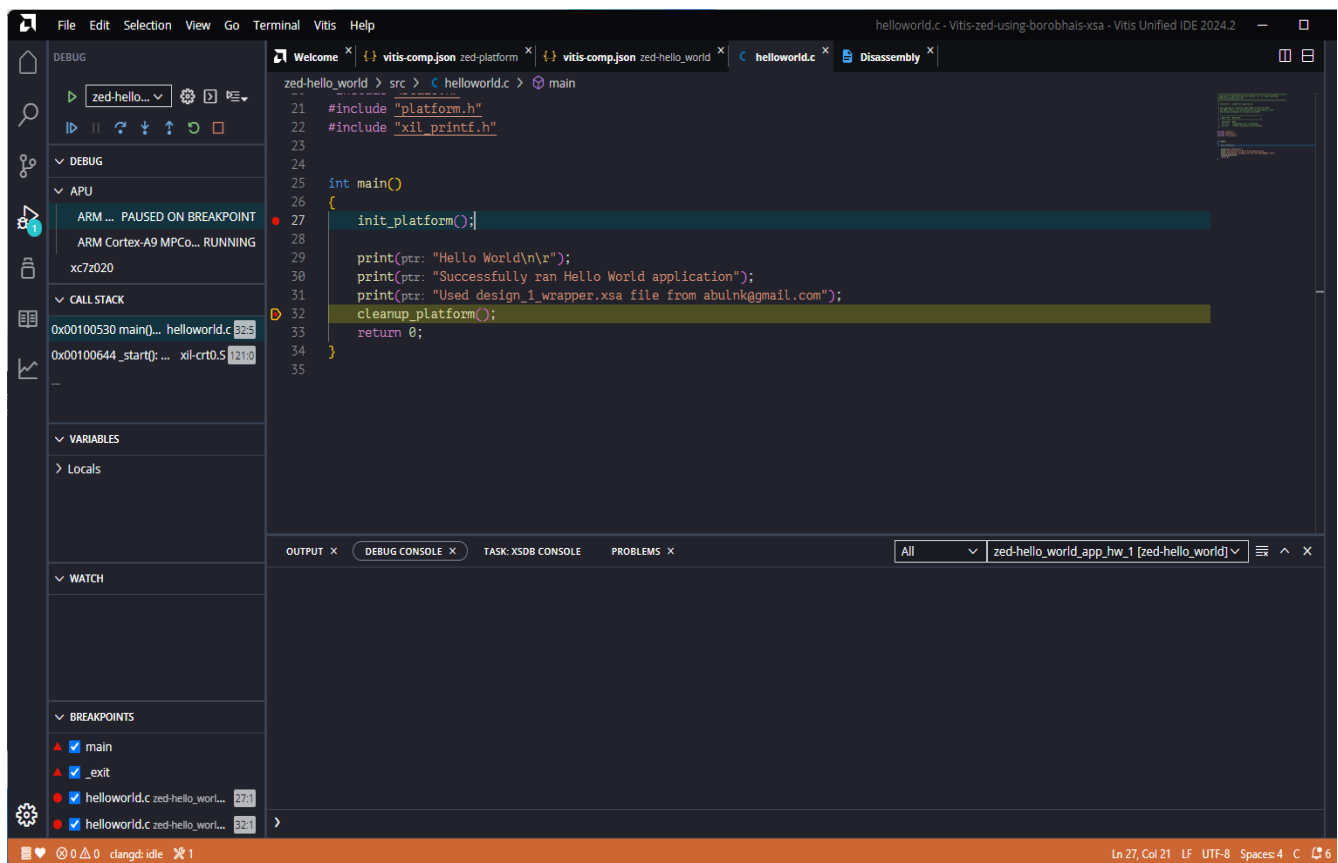 File Edit Selection View Go Terminal Vitis Help
helloworld.c - Vitis-zed-using-borobhais-xsa - Vitis Unified IDE 2024.2
DEBUG
zed-hello...
DEBUG
APU
ARM ... PAUSED ON BREAKPOINT
ARM Cortex-A9 MPCo... RUNNING
xc7z020
CALL STACK
0x00100530 main()... helloworld.c 32:5
0x00100644 _start(): ... xil-crt0.S 121:0
...
VARIABLES
Locals
WATCH
BREAKPOINTS
main
_exit
helloworld.c zed-hello_worl... 27:1
helloworld.c zed-hello_worl... 32:1
Welcome {} vitis-comp.json zed-platform {} vitis-comp.json zed-hello_world C helloworld.c Disassembly
zed-hello_world > src > C helloworld.c > main
21 #include "platform.h"
22 #include "xil_printf.h"
23
24
25 int main()
26 {
27 init_platform();
28
29 print(ptr: "Hello World\n\r");
30 print(ptr: "Successfully ran Hello World application");
31 print(ptr: "Used design_1_wrapper.xsa file from abulnk@gmail.com");
32 cleanup_platform();
33 return 0;
34 }
35
OUTPUT DEBUG CONSOLE TASK: XSDB CONSOLE PROBLEMS
All zed-hello_world_app_hw_1 [zed-hello_world]
1
0 0 clangd: idle 1
Ln 27, Col 21 LF UTF-8 Spaces: 4 C 6